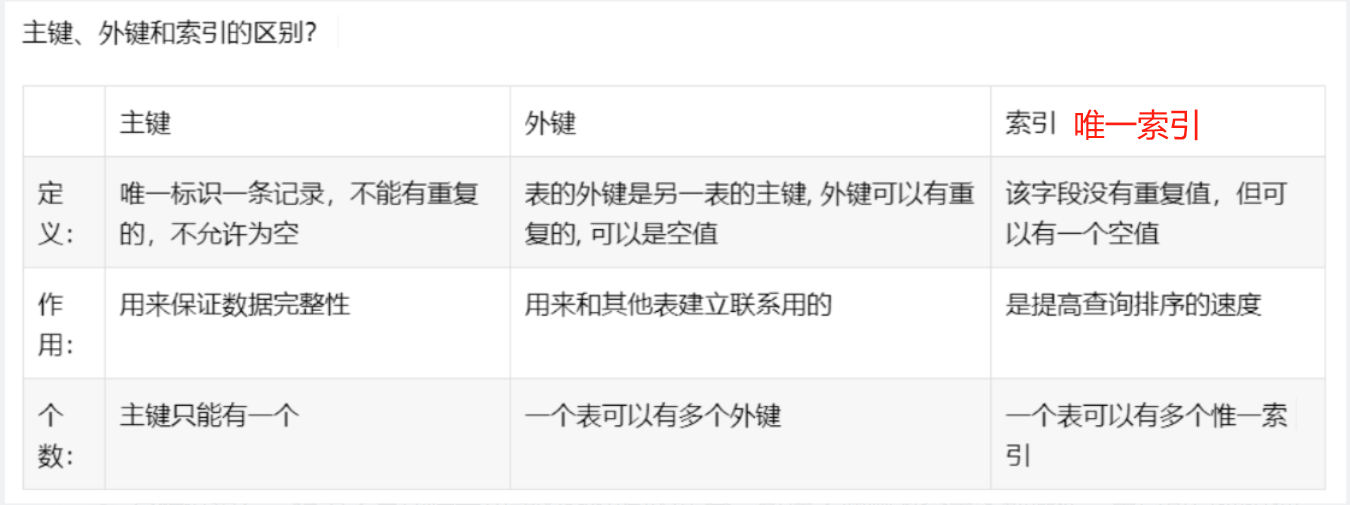 主键、外键和索引的区别?
主键
外键
索引 唯一索引
定
义:
唯一标识一条记录，不能有重复
的，不允许为空
表的外键是另一表的主键, 外键可以有重
复的, 可以是空值
该字段没有重复值，但可
以有一个空值
作
用:
用来保证数据完整性
用来和其他表建立联系用的
是提高查询排序的速度
个
数:
主键只能有一个
一个表可以有多个外键
一个表可以有多个惟一索
引